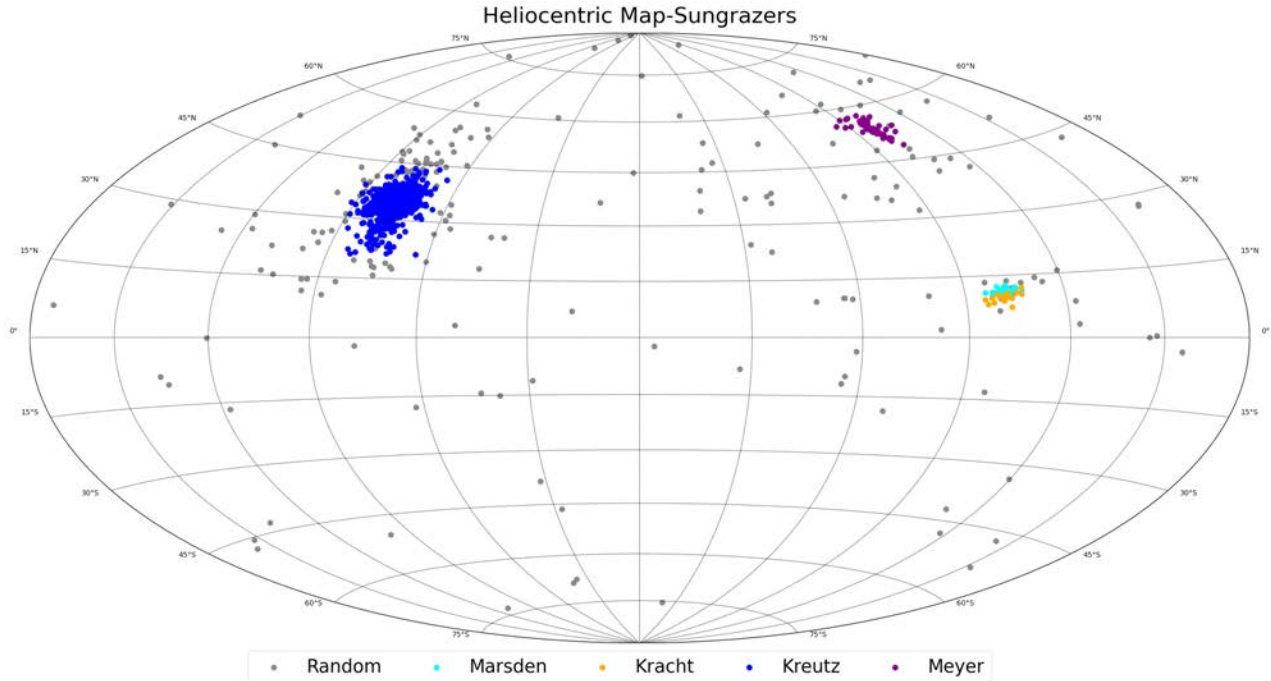 Heliocentric Map-Sungrazers
75°N 75°N
60°N 60°N
45°N 45°N
30°N 30°N
15°N 15°N
0° 0°
15°S 15°S
30°S 30°S
45°S 45°S
60°S 60°S
75°S 75°S
Random Marsden Kracht Kreutz Meyer